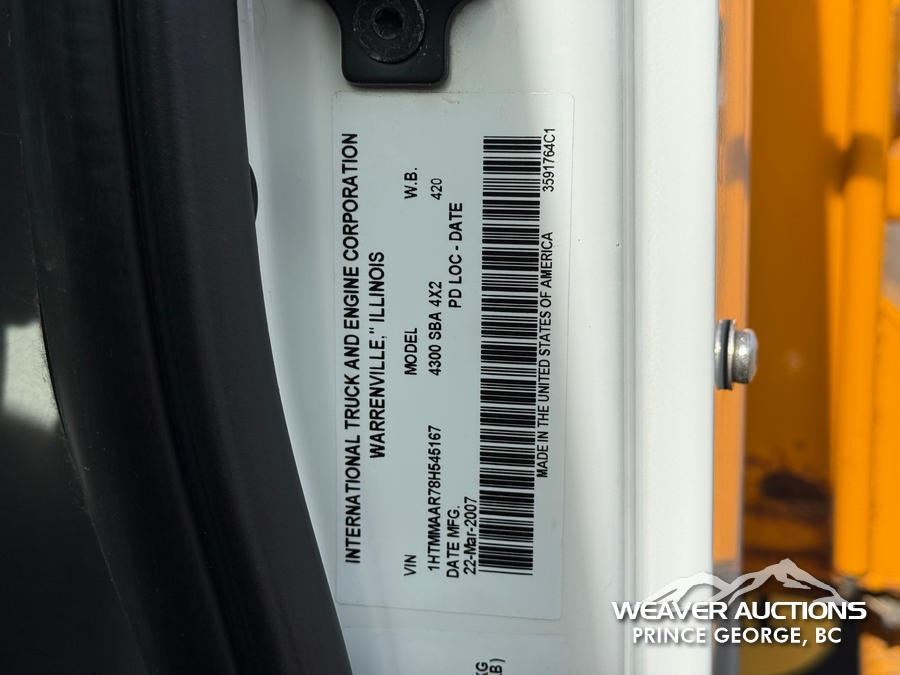 INTERNATIONAL TRUCK AND ENGINE CORPORATION
WARRENVILLE," ILLINOIS
VIN MODEL W.B.
1HTMMAAR78H545167 4300 SBA 4X2 420
DATE MFG. PD LOC - DATE
22-Mar-2007
MADE IN THE UNITED STATES OF AMERICA 3591764C1
KG
WEAVER AUCTIONS
PRINCE GEORGE, BC